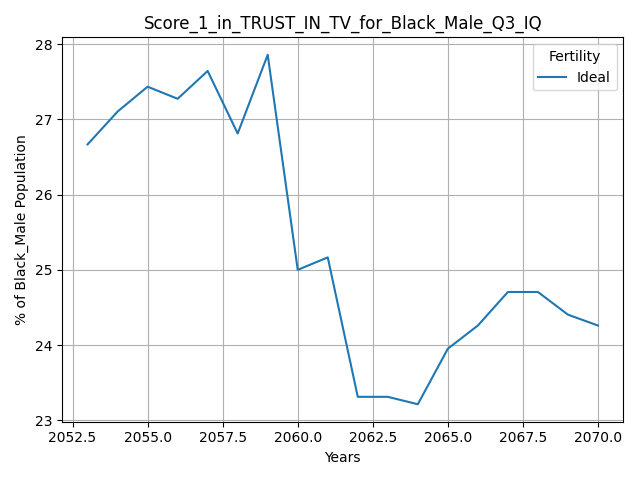 Score_1_in_TRUST_IN_TV_for_Black_Male_Q3_IQ
% of Black_Male Population
28
27
26
25
24
23
Fertility
Ideal
2052.5 2055.0 2057.5 2060.0 2062.5 2065.0 2067.5 2070.0
Years